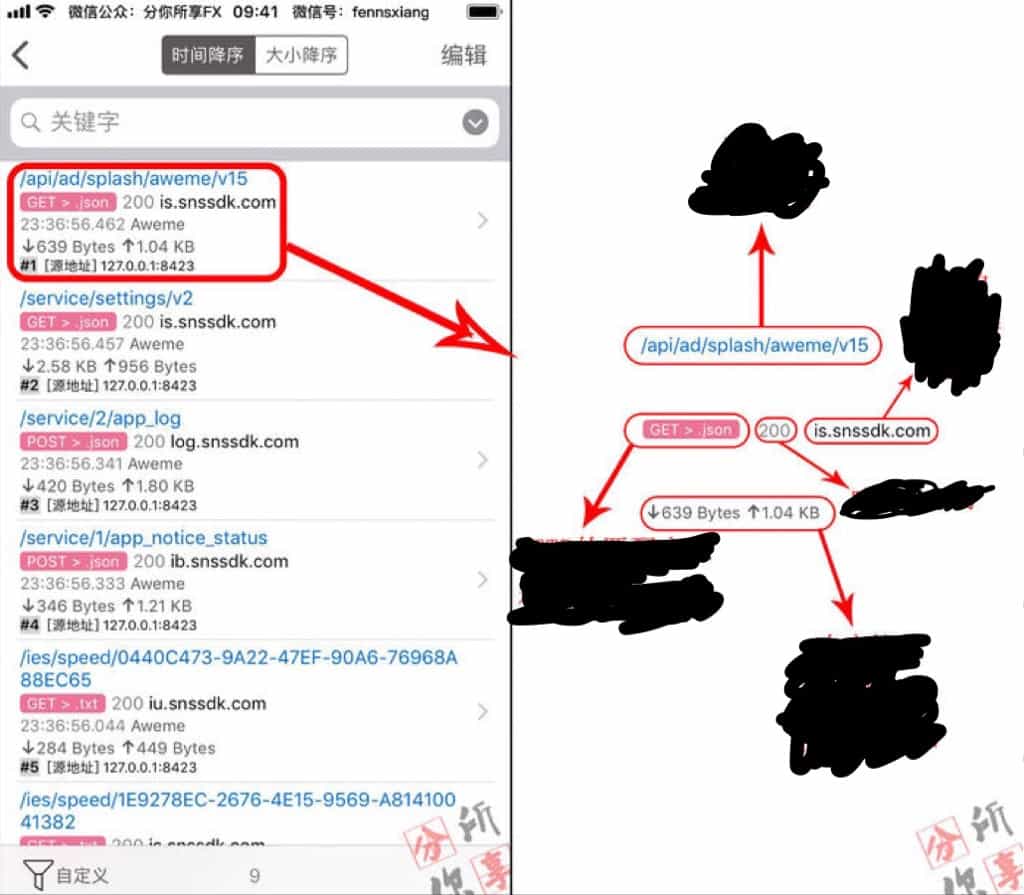 微信公众：分你所享FX 09:41 微信号：fennsxiang
时间降序 大小降序 编辑
关键字
/api/ad/splash/aweme/v15
GET > .json 200 is.snssdk.com
23:36:56.462 Aweme
↓639 Bytes ↑1.04 KB
#1 [源地址] 127.0.0.1:8423
/service/settings/v2
GET > .json 200 is.snssdk.com
23:36:56.457 Aweme
↓2.58 KB ↑956 Bytes
#2 [源地址] 127.0.0.1:8423
/service/2/app_log
POST > .json 200 log.snssdk.com
23:36:56.341 Aweme
↓420 Bytes ↑1.80 KB
#3 [源地址] 127.0.0.1:8423
/service/1/app_notice_status
POST > .json 200 ib.snssdk.com
23:36:56.333 Aweme
↓346 Bytes ↑1.21 KB
#4 [源地址] 127.0.0.1:8423
/ies/speed/0440C473-9A22-47EF-90A6-76968A
88EC65
GET > .txt 200 iu.snssdk.com
23:36:56.044 Aweme
↓284 Bytes ↑449 Bytes
#5 [源地址] 127.0.0.1:8423
/ies/speed/1E9278EC-2676-4E15-9569-A814100
41382
GET > .txt 200 is.snssdk.com
自定义 9
分你所享
/api/ad/splash/aweme/v15
GET > .json 200 is.snssdk.com
↓639 Bytes ↑1.04 KB
分你所享